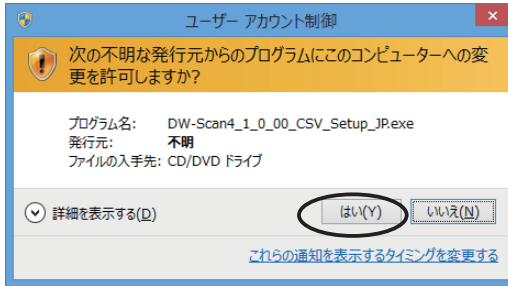 ユーザー アカウント制御
次の不明な発行元からのプログラムにこのコンピューターへの変
更を許可しますか?
プログラム名: DW-Scan4_1_0_00_CSV_Setup_JP.exe
発行元: 不明
ファイルの入手先: CD/DVD ドライブ
詳細を表示する(D)
はい(Y) いいえ(N)
これらの通知を表示するタイミングを変更する